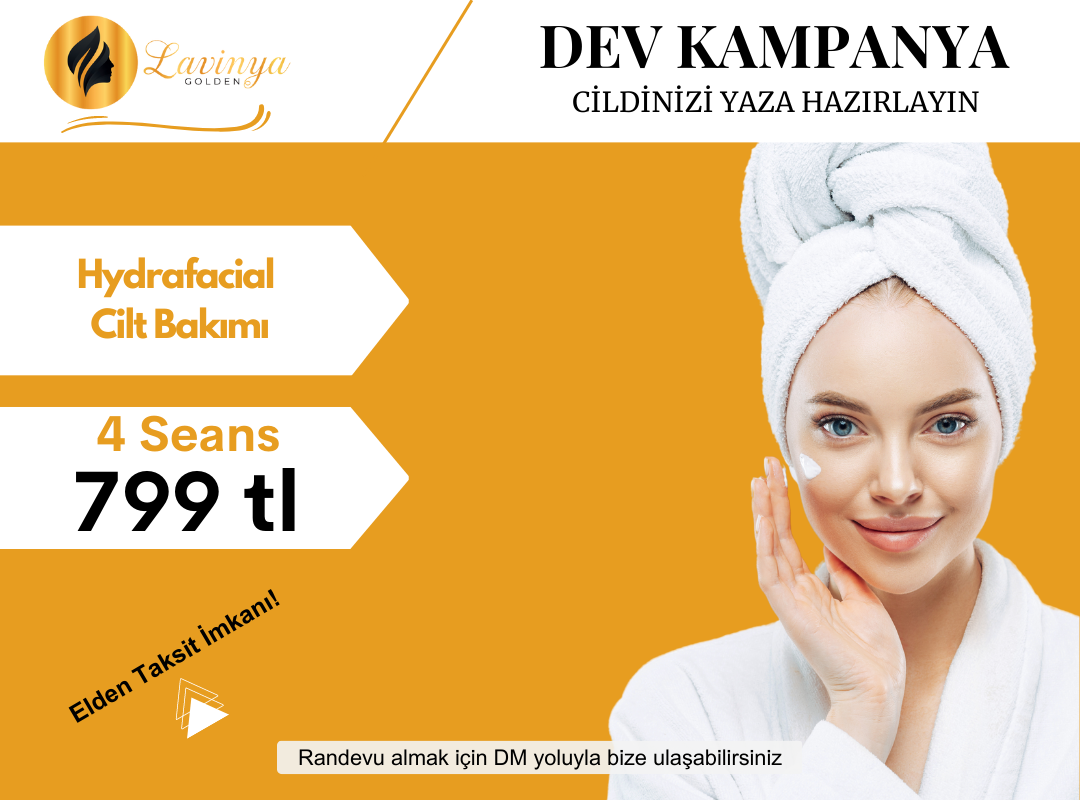 Lavinya
GOLDEN
DEV KAMPANYA
CİLDİNİZİ YAZA HAZIRLAYIN
Hydrafacial
Cilt Bakımı
4 Seans
799 tl
Elden Taksit İmkanı!
Randevu almak için DM yoluyla bize ulaşabilirsiniz